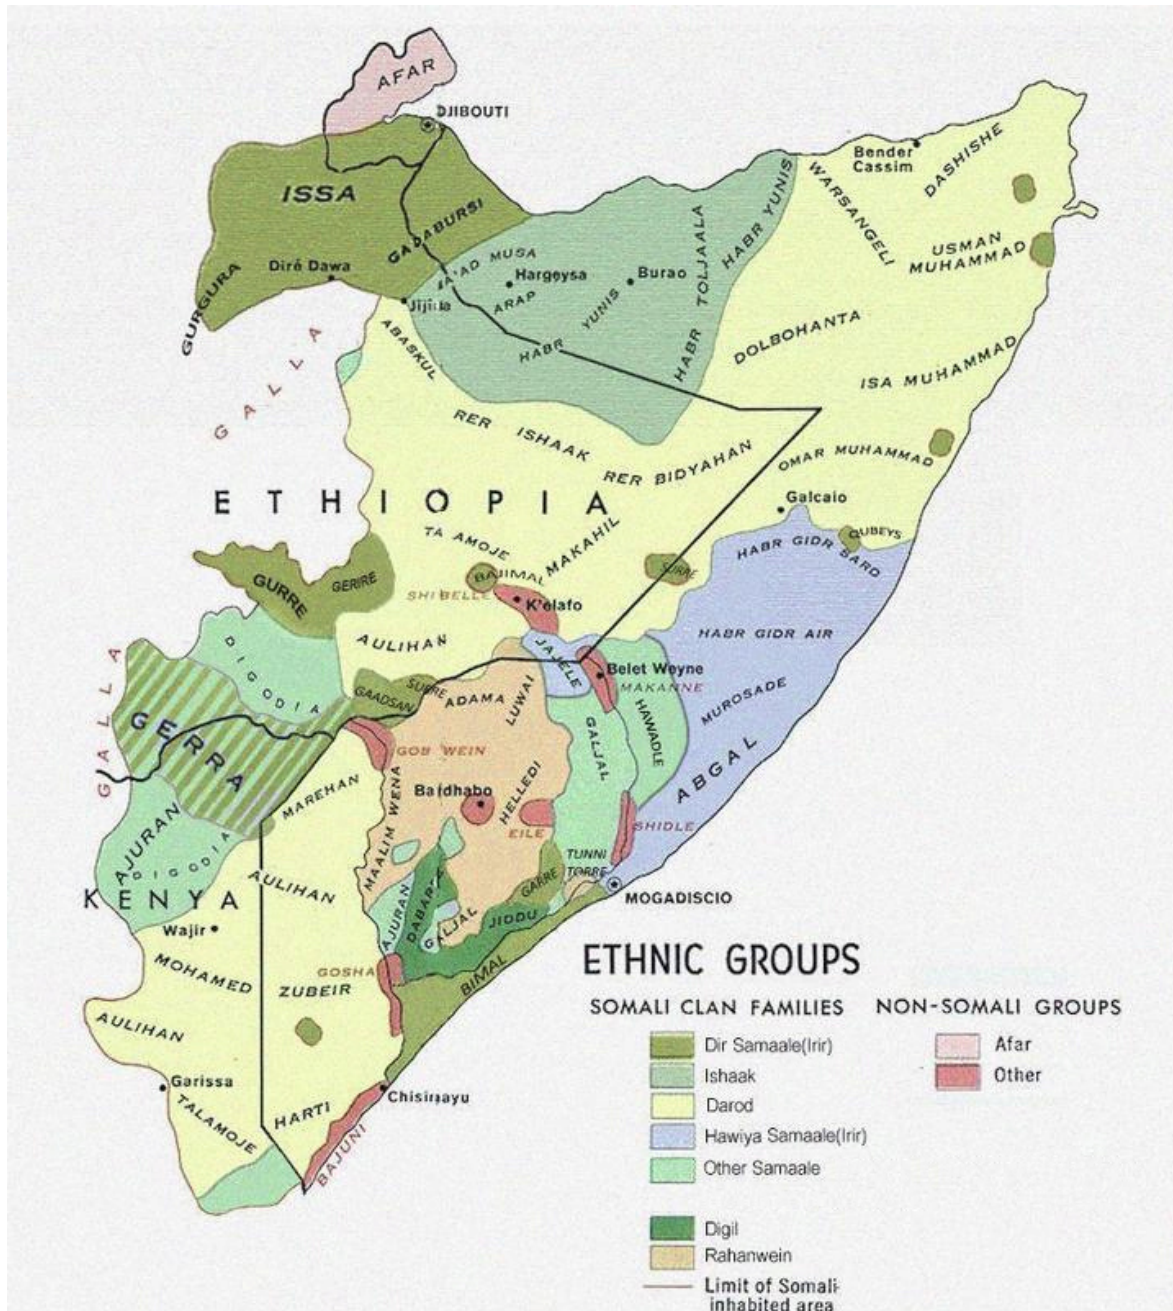 AFAR
DJIBOUTI
ISSA
GADABURSI
GURGURA
Diré Dawa
Jijiga
GALLA
ABASKUL
A'AD MUSA
Hargeysa
ARAP
Burao
HABR YUNIS
HABR TOLJAALA
HABR YUNIS
WARSANGELI
Bender
Cassim
DASHISHE
USMAN
MUHAMMAD
DOLBOHANTA
ISA MUHAMMAD
RER ISHAAK
RER BIDYAHAN
OMAR MUHAMMAD
ETHIOPIA
Galcaio
QUBEYS
TA AMOJE
MAKAHIL
HABR GIDR SARD
GURRE
GERIRE
BAJIMAL
SURRE
SHIBELLE
K'elafo
AULIHAN
DIGODIA
JAJELE
HABR GIDR AIR
Belet Weyne
MAKANNE
GALLA
GERRA
GAADSAN
SURRE
ADAMA
LUWAI
HAWADLE
MUROSADE
GALJAL
GOB WEIN
ABGAL
Baidhabo
HELLEDI
MAREHAN
MAALIM WENA
EILE
SHIDLE
AJURAN
DIGODIA
TUNNI
TORRE
GARRE
MOGADISCIO
KENYA
AULIHAN
AJURAN
DABARRA
GALJAL
JIDDU
Wajir
MOHAMED
ZUBEIR
GOSHA
BIMAL
AULIHAN
Garissa
TALAMOJE
HARTI
Chisimayu
BAJUNI
ETHNIC GROUPS
SOMALI CLAN FAMILIES
Dir Samaale(Irir)
Ishaak
Darod
Hawiya Samaale(Irir)
Other Samaale
Digil
Rahanwein
Limit of Somali-
inhabited area
NON-SOMALI GROUPS
Afar
Other